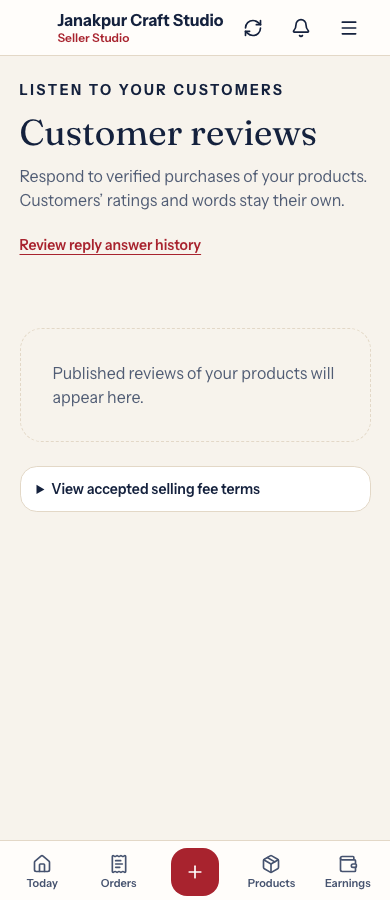 Janakpur Craft Studio
Seller Studio
LISTEN TO YOUR CUSTOMERS
Customer reviews
Respond to verified purchases of your products.
Customers’ ratings and words stay their own.
Review reply answer history
Published reviews of your products will
appear here.
View accepted selling fee terms
Today
Orders
Products
Earnings